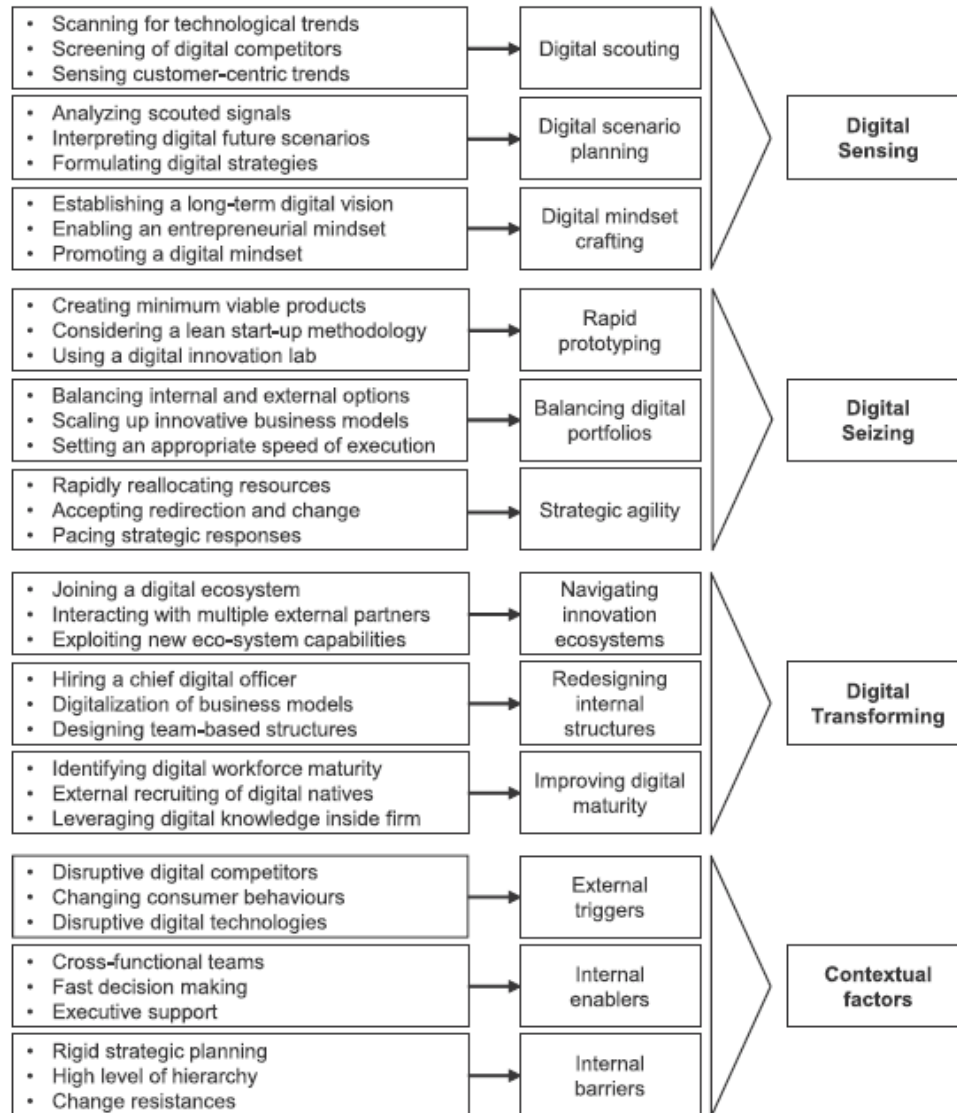 • Scanning for technological trends
• Screening of digital competitors
• Sensing customer-centric trends
Digital scouting
• Analyzing scouted signals
• Interpreting digital future scenarios
• Formulating digital strategies
Digital scenario
planning
• Establishing a long-term digital vision
• Enabling an entrepreneurial mindset
• Promoting a digital mindset
Digital mindset
crafting
Digital
Sensing
• Creating minimum viable products
• Considering a lean start-up methodology
• Using a digital innovation lab
Rapid
prototyping
• Balancing internal and external options
• Scaling up innovative business models
• Setting an appropriate speed of execution
Balancing digital
portfolios
• Rapidly reallocating resources
• Accepting redirection and change
• Pacing strategic responses
Strategic agility
Digital
Seizing
• Joining a digital ecosystem
• Interacting with multiple external partners
• Exploiting new eco-system capabilities
Navigating
innovation
ecosystems
• Hiring a chief digital officer
• Digitalization of business models
• Designing team-based structures
Redesigning
internal
structures
• Identifying digital workforce maturity
• External recruiting of digital natives
• Leveraging digital knowledge inside firm
Improving digital
maturity
Digital
Transforming
• Disruptive digital competitors
• Changing consumer behaviours
• Disruptive digital technologies
External
triggers
• Cross-functional teams
• Fast decision making
• Executive support
Internal
enablers
• Rigid strategic planning
• High level of hierarchy
• Change resistances
Internal
barriers
Contextual
factors